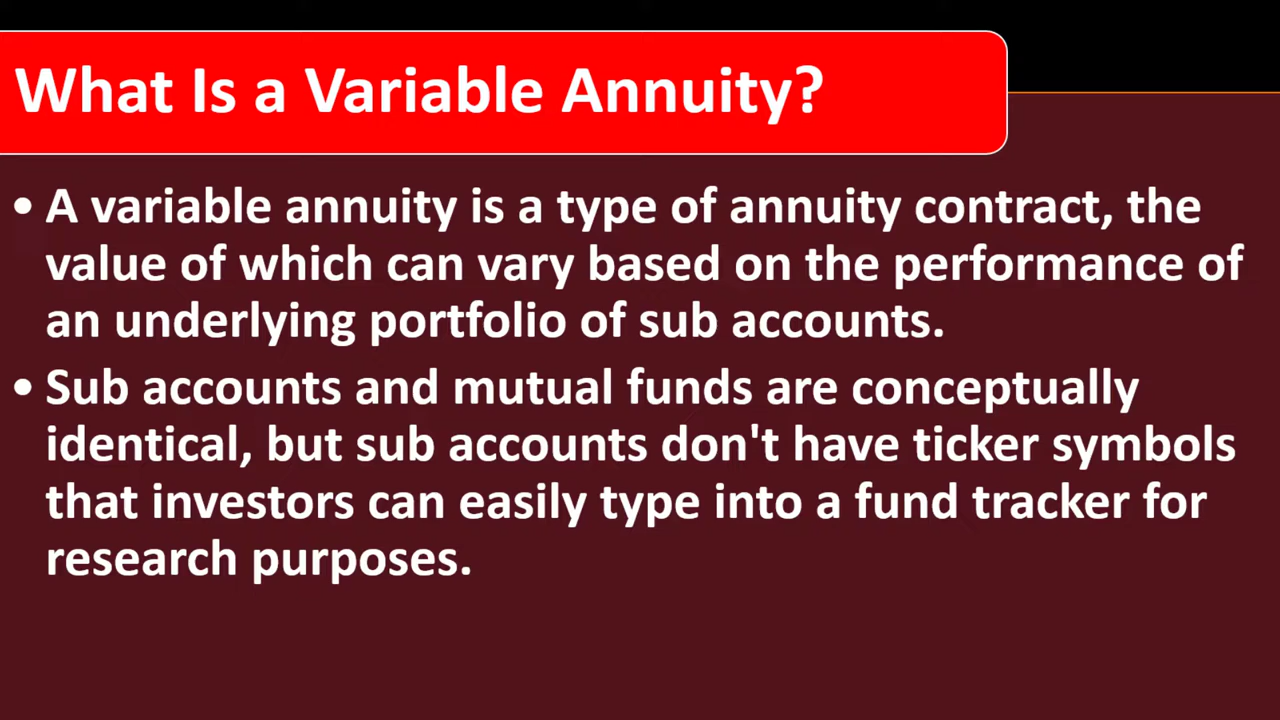 What Is a Variable Annuity?
• A variable annuity is a type of annuity contract, the
value of which can vary based on the performance of
an underlying portfolio of sub accounts.
• Sub accounts and mutual funds are conceptually
identical, but sub accounts don't have ticker symbols
that investors can easily type into a fund tracker for
research purposes.